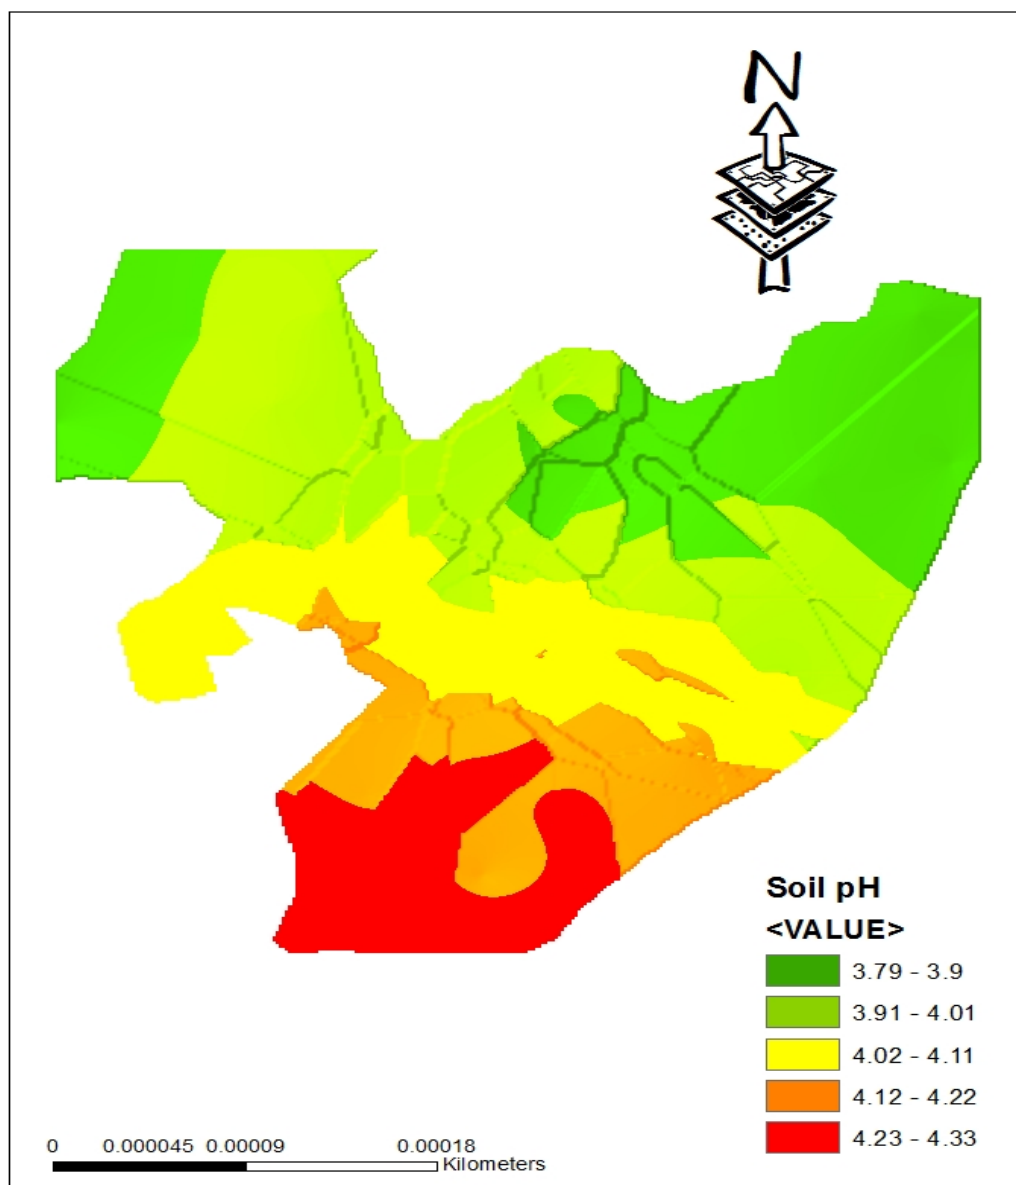 N
Soil pH
<VALUE>
3.79 - 3.9
3.91 - 4.01
4.02 - 4.11
4.12 - 4.22
4.23 - 4.33
0 0.000045 0.00009 0.00018
Kilometers